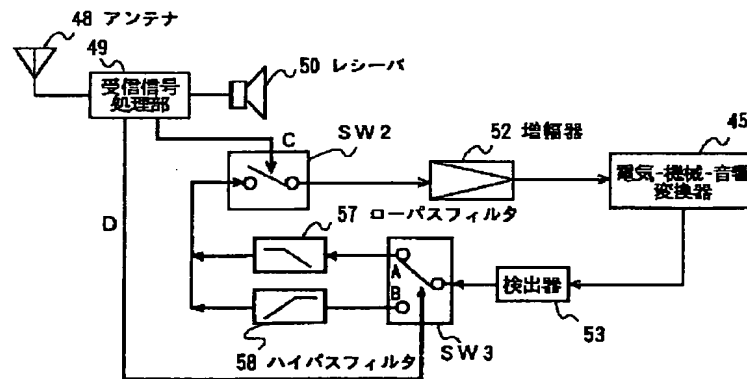 48 アンテナ
49
受信信号
処理部
50 レシーバ
C
SW2
52 増幅器
45
電気-機械-音響
変換器
D
57 ローパスフィルタ
A
B
検出器
53
58 ハイパスフィルタ
SW3